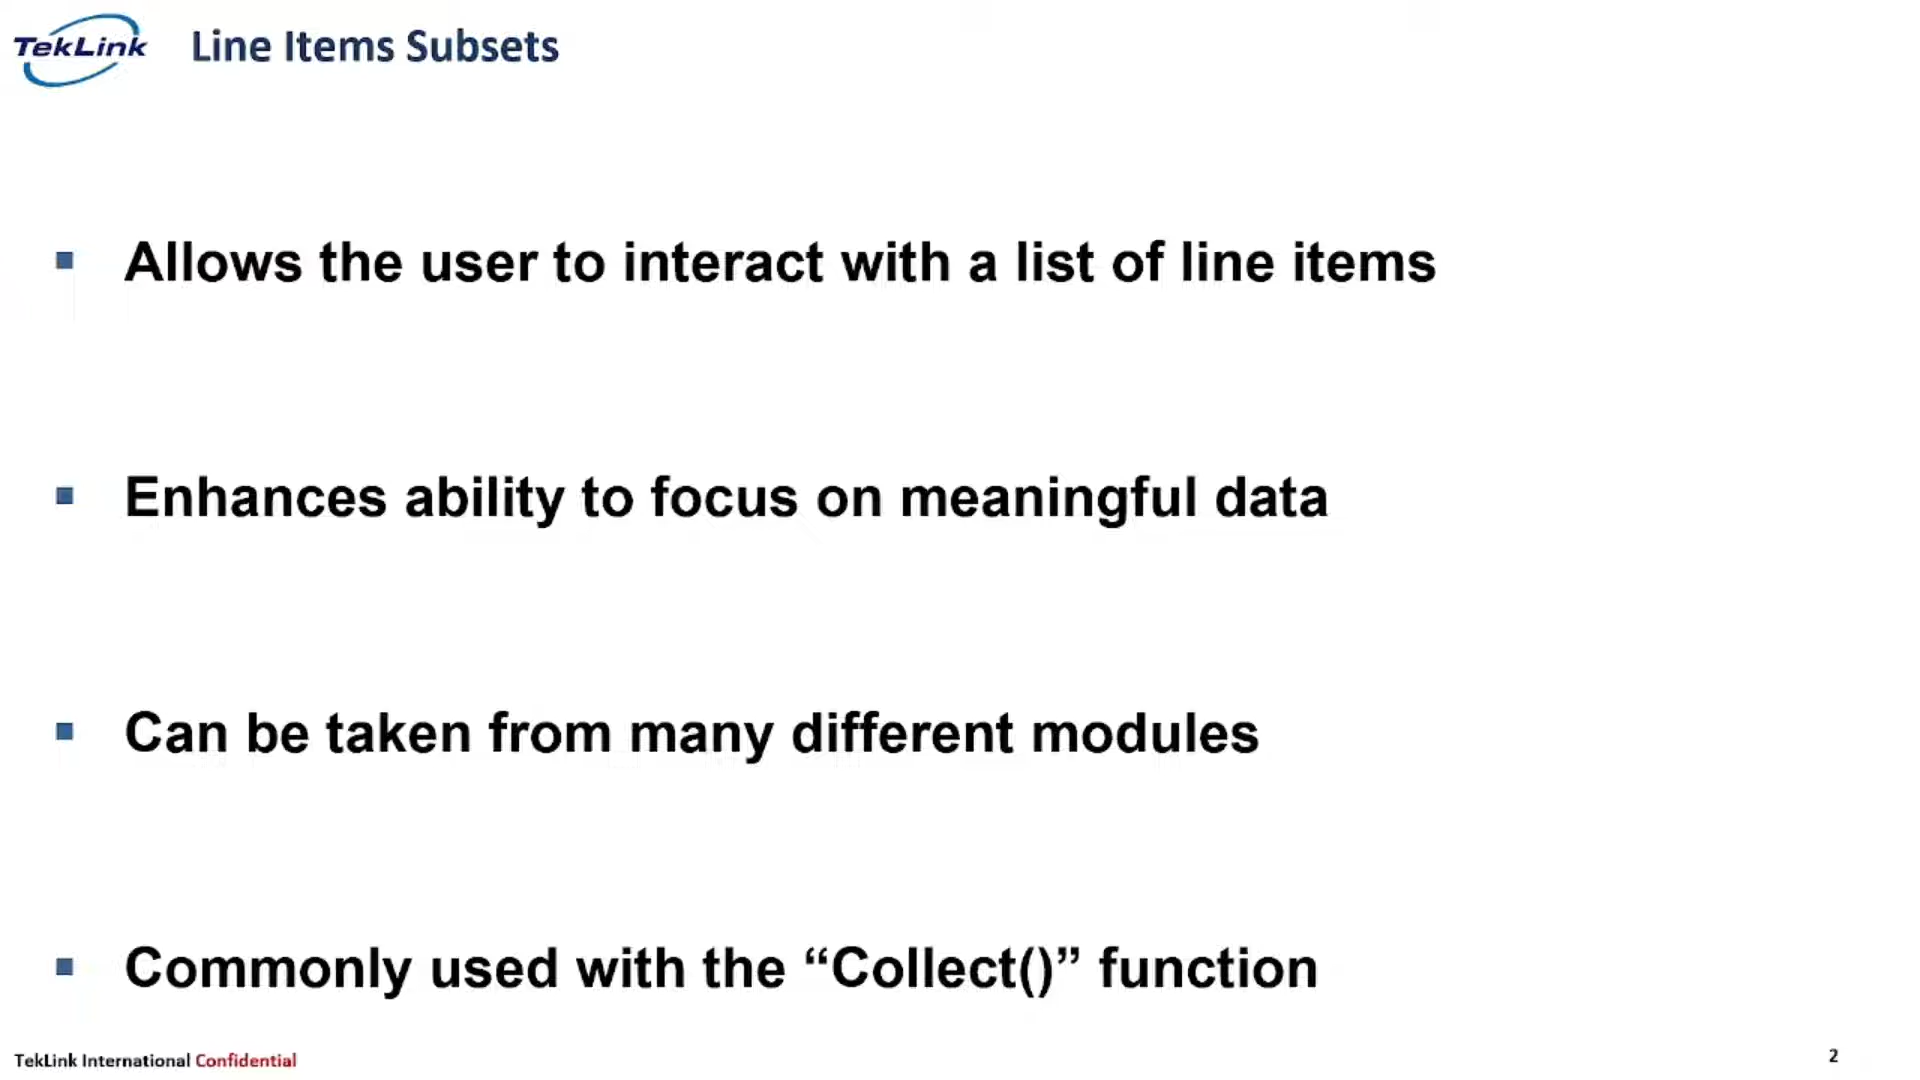 TekLink
Line Items Subsets
Allows the user to interact with a list of line items
Enhances ability to focus on meaningful data
Can be taken from many different modules
Commonly used with the “Collect()” function
TekLink International Confidential
2